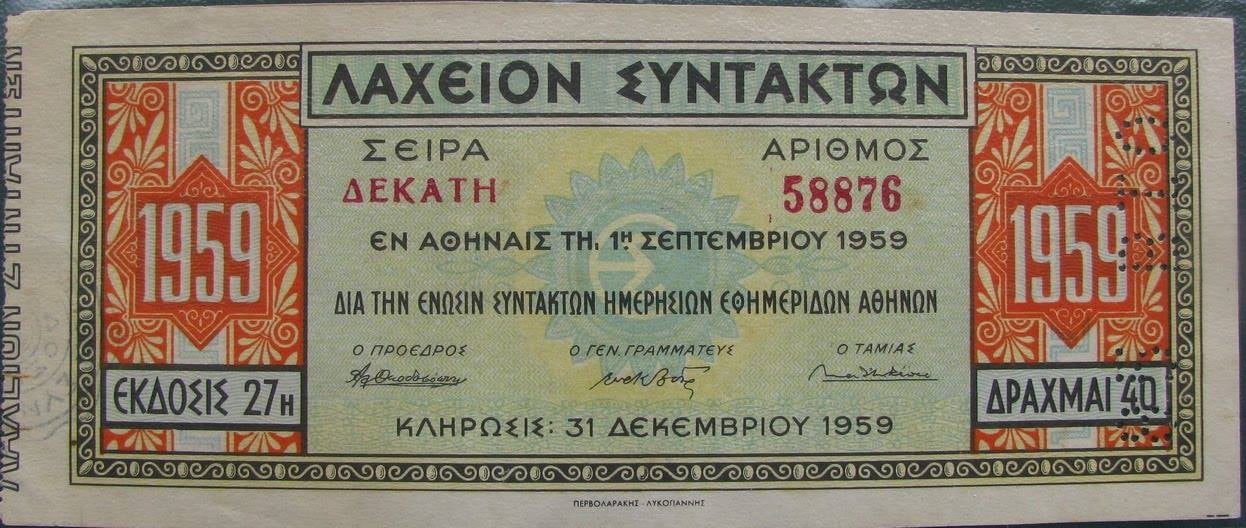 ΛΑΧΕΙΟΝ ΣΥΝΤΑΚΤΩΝ
ΣΕΙΡΑ
ΔΕΚΑΤΗ
ΑΡΙΘΜΟΣ
58876
ΕΝ ΑΘΗΝΑΙΣ ΤΗ. 1η ΣΕΠΤΕΜΒΡΙΟΥ 1959
1959
1959
ΔΙΑ ΤΗΝ ΕΝΩΣΙΝ ΣΥΝΤΑΚΤΩΝ ΗΜΕΡΗΣΙΩΝ ΕΦΗΜΕΡΙΔΩΝ ΑΘΗΝΩΝ
Ο ΠΡΟΕΔΡΟΣ
Ο ΓΕΝ. ΓΡΑΜΜΑΤΕΥΣ
Ο ΤΑΜΙΑΣ
ΕΚΔΟΣΙΣ 27η
ΔΡΑΧΜΑΙ 40
ΚΛΗΡΩΣΙΣ: 31 ΔΕΚΕΜΒΡΙΟΥ 1959
ΠΕΡΒΟΛΑΡΑΚΗΣ - ΛΥΚΟΓΙΑΝΝΗΣ